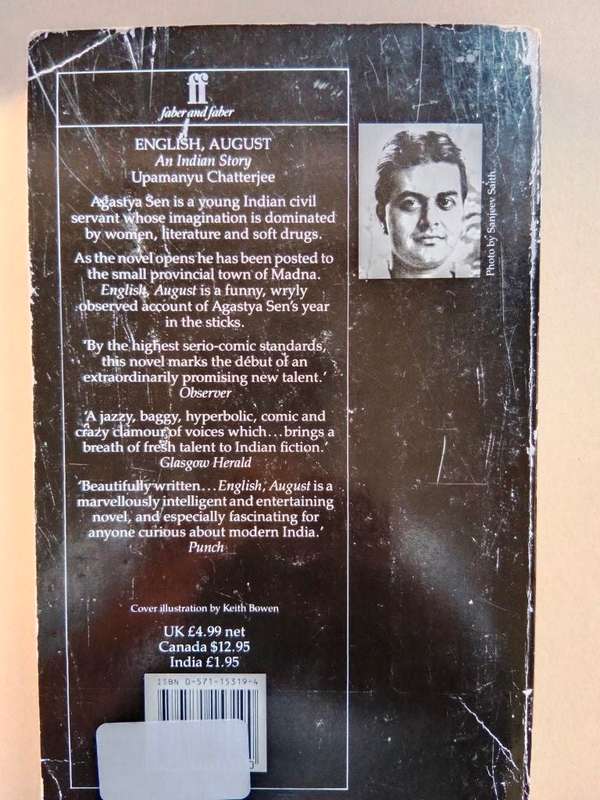 ff
faber and faber
ENGLISH, AUGUST
An Indian Story
Upamanyu Chatterjee
Agastya Sen is a young Indian civil
servant whose imagination is dominated
by women, literature and soft drugs.
As the novel opens he has been posted to
the small provincial town of Madna.
English, August is a funny, wryly
observed account of Agastya Sen's year
in the sticks.
'By the highest serio-comic standards,
this novel marks the début of an
extraordinarily promising new talent.'
Observer
'A jazzy, baggy, hyperbolic, comic and
crazy clamour of voices which...brings a
breath of fresh talent to Indian fiction.'
Glasgow Herald
'Beautifully written...English, August is a
marvellously intelligent and entertaining
novel, and especially fascinating for
anyone curious about modern India.'
Punch
Cover illustration by Keith Bowen
UK £4.99 net
Canada $12.95
India £1.95
ISBN 0-571-15319-4
Photo by Sanjeev Saith